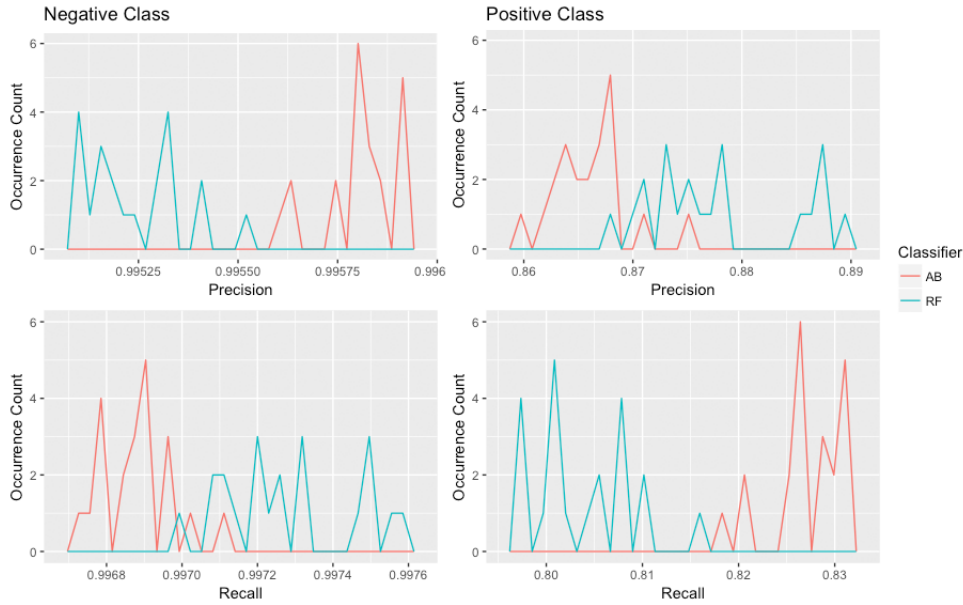 Negative Class
Positive Class
Occurrence Count
6
4
2
0
0.99525
0.99550
0.99575
0.996
Precision
Occurrence Count
6
4
2
0
0.86
0.87
0.88
0.89
Precision
Classifier
AB
RF
Occurrence Count
6
4
2
0
0.9968
0.9970
0.9972
0.9974
0.9976
Recall
Occurrence Count
6
4
2
0
0.80
0.81
0.82
0.83
Recall